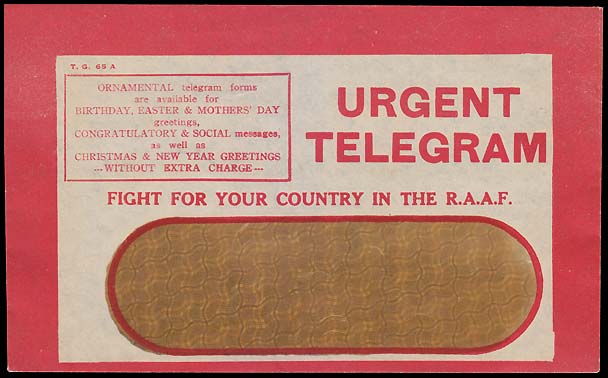 T. G. 65 A
ORNAMENTAL telegram forms
are available for
BIRTHDAY, EASTER & MOTHERS' DAY
greetings,
CONGRATULATORY & SOCIAL messages,
as well as
CHRISTMAS & NEW YEAR GREETINGS
---WITHOUT EXTRA CHARGE---
URGENT
TELEGRAM
FIGHT FOR YOUR COUNTRY IN THE R.A.A.F.